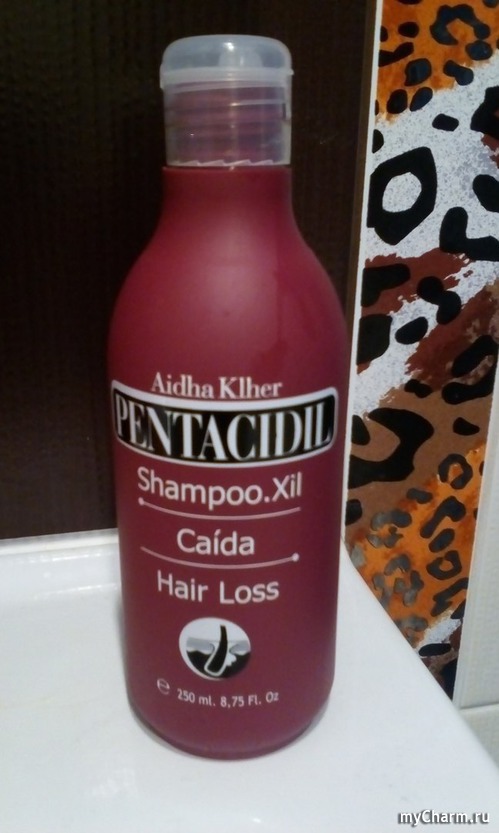 Aidha Klher
PENTACIDIL
Shampoo.Xil
Caída
Hair Loss
℮ 250 ml. 8,75 Fl. Oz
myCharm.ru